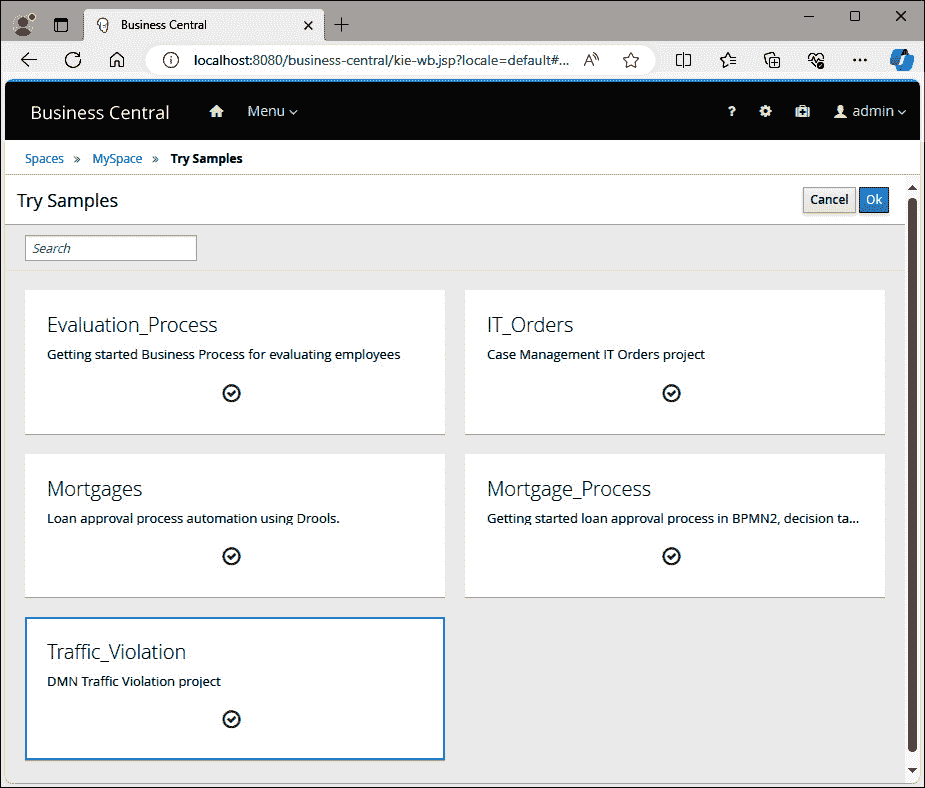 Business Central
localhost:8080/business-central/kie-wb.jsp?locale=default#...
Business Central Menu ? admin
Spaces » MySpace » Try Samples
Try Samples Cancel Ok
Search
Evaluation_Process
Getting started Business Process for evaluating employees
IT_Orders
Case Management IT Orders project
Mortgages
Loan approval process automation using Drools.
Mortgage_Process
Getting started loan approval process in BPMN2, decision ta...
Traffic_Violation
DMN Traffic Violation project